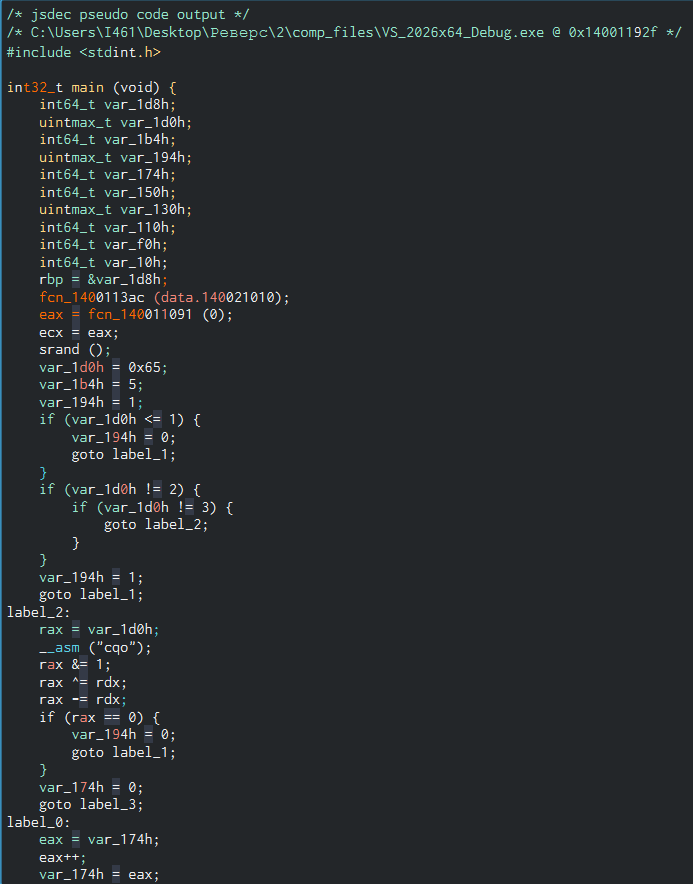 /* jsdec pseudo code output */
/* C:\Users\I461\Desktop\Реверс\2\comp_files\VS_2026x64_Debug.exe @ 0x14001192f */
#include <stdint.h>

int32_t main (void) {
    int64_t var_1d8h;
    uintmax_t var_1d0h;
    int64_t var_1b4h;
    uintmax_t var_194h;
    int64_t var_174h;
    int64_t var_150h;
    uintmax_t var_130h;
    int64_t var_110h;
    int64_t var_f0h;
    int64_t var_10h;
    rbp = &var_1d8h;
    fcn_1400113ac (data.140021010);
    eax = fcn_140011091 (0);
    ecx = eax;
    srand ();
    var_1d0h = 0x65;
    var_1b4h = 5;
    var_194h = 1;
    if (var_1d0h <= 1) {
        var_194h = 0;
        goto label_1;
    }
    if (var_1d0h != 2) {
        if (var_1d0h != 3) {
            goto label_2;
        }
    }
    var_194h = 1;
    goto label_1;
label_2:
    rax = var_1d0h;
    __asm ("cqo");
    rax &= 1;
    rax ^= rdx;
    rax -= rdx;
    if (rax == 0) {
        var_194h = 0;
        goto label_1;
    }
    var_174h = 0;
    goto label_3;
label_0:
    eax = var_174h;
    eax++;
    var_174h = eax;